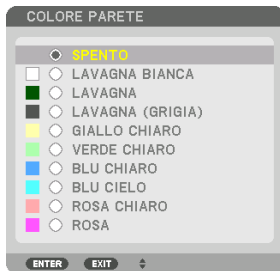 COLORE PARETE
SPENTO
LAVAGNA BIANCA
LAVAGNA
LAVAGNA (GRIGIA)
GIALLO CHIARO
VERDE CHIARO
BLU CHIARO
BLU CIELO
ROSA CHIARO
ROSA
ENTER EXIT